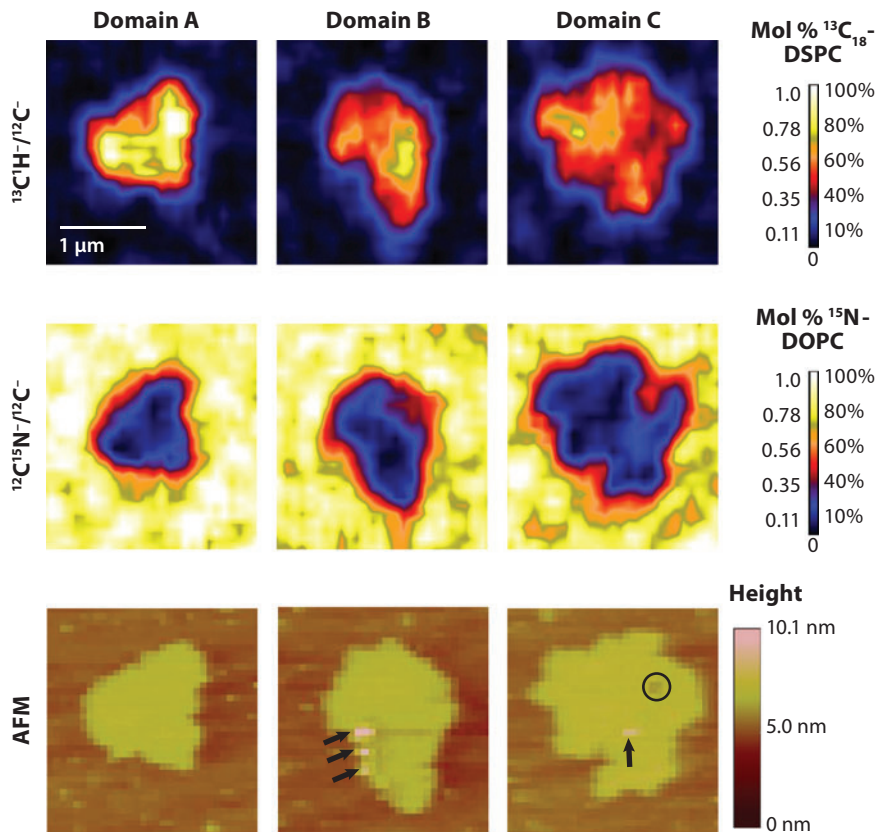 Domain A
Domain B
Domain C
Mol % ¹³C₁₈-
DSPC
¹³C¹H⁻/¹²C⁻
1 µm
1.0
0.78
0.56
0.35
0.11
0
100%
80%
60%
40%
10%
Mol % ¹⁵N-
DOPC
¹²C¹⁵N⁻/¹²C⁻
1.0
0.78
0.56
0.35
0.11
0
100%
80%
60%
40%
10%
Height
AFM
10.1 nm
5.0 nm
0 nm